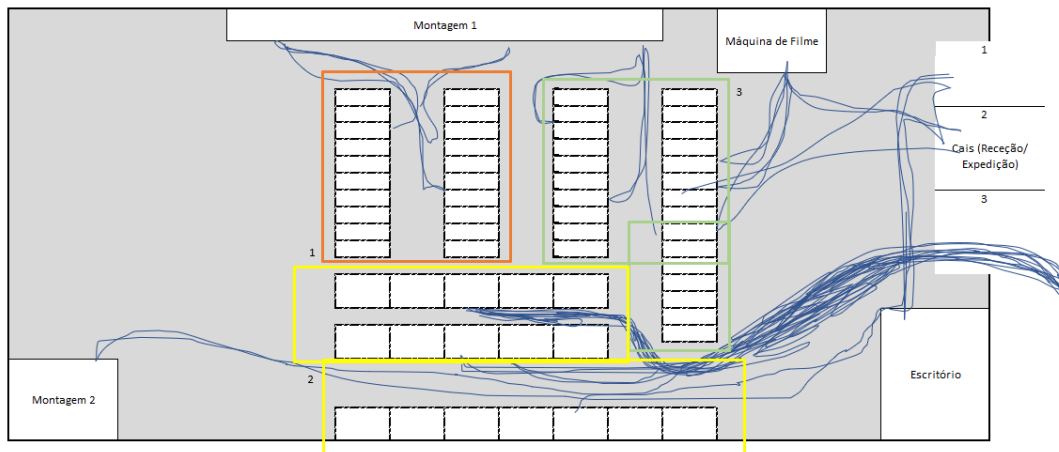 Montagem 1
Máquina de Filme
1
3
2
Cais (Receção/
Expedição)
3
1
2
Escritório
Montagem 2